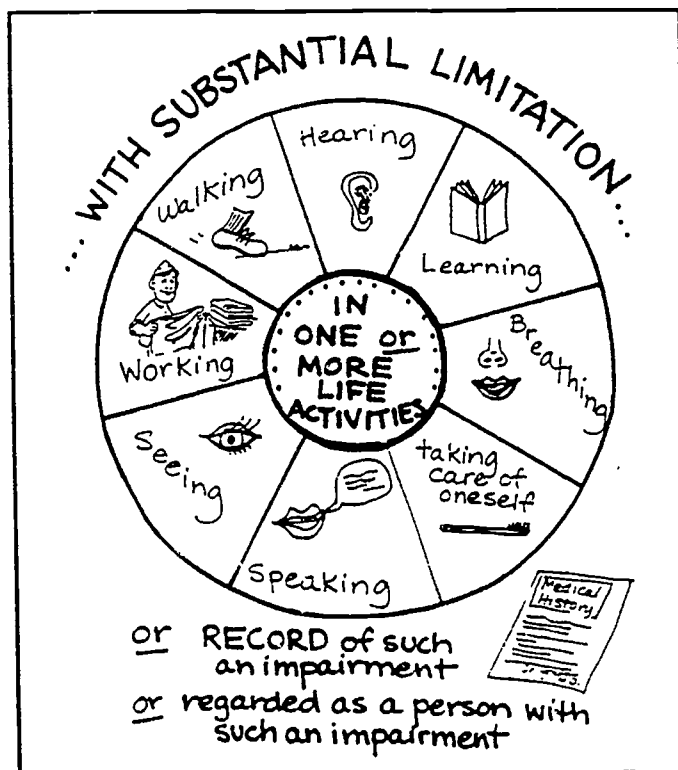 ... WITH SUBSTANTIAL LIMITATION ...
Hearing
Learning
Breathing
taking
care of
oneself
Speaking
Seeing
Working
Walking
IN
ONE or
MORE
LIFE
ACTIVITIES
Medical
History
or RECORD of such
an impairment
or regarded as a person with
such an impairment